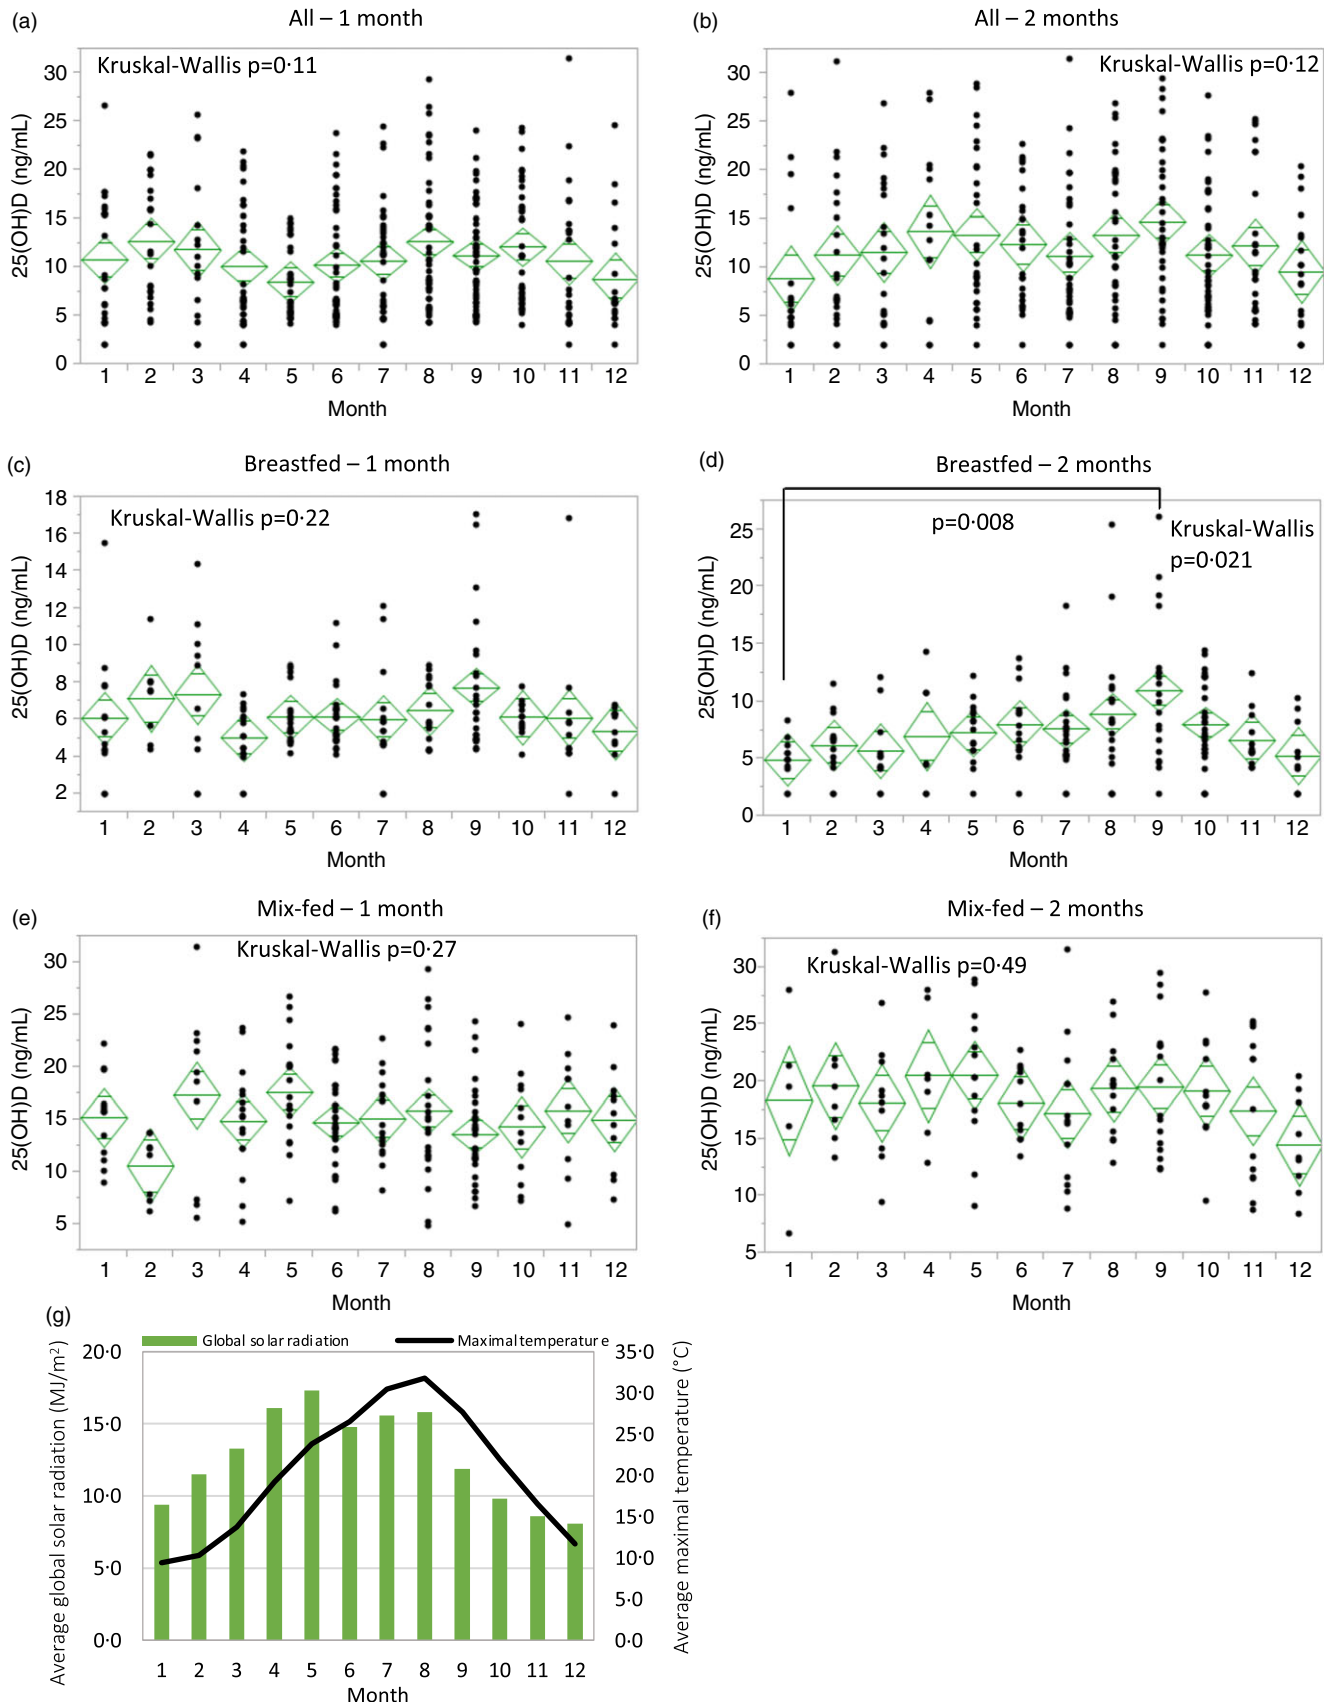 (a)
All – 1 month
Kruskal-Wallis p=0·11
25(OH)D (ng/mL)
30
25
20
15
10
5
0
1 2 3 4 5 6 7 8 9 10 11 12
Month
(b)
All – 2 months
Kruskal-Wallis p=0·12
25(OH)D (ng/mL)
30
25
20
15
10
5
0
1 2 3 4 5 6 7 8 9 10 11 12
Month
(c)
Breastfed – 1 month
Kruskal-Wallis p=0·22
25(OH)D (ng/mL)
18
16
14
12
10
8
6
4
2
1 2 3 4 5 6 7 8 9 10 11 12
Month
(d)
Breastfed – 2 months
p=0·008
Kruskal-Wallis
p=0·021
25(OH)D (ng/mL)
25
20
15
10
5
0
1 2 3 4 5 6 7 8 9 10 11 12
Month
(e)
Mix-fed – 1 month
Kruskal-Wallis p=0·27
25(OH)D (ng/mL)
30
25
20
15
10
5
1 2 3 4 5 6 7 8 9 10 11 12
Month
(f)
Mix-fed – 2 months
Kruskal-Wallis p=0·49
25(OH)D (ng/mL)
30
25
20
15
10
5
1 2 3 4 5 6 7 8 9 10 11 12
Month
(g)
Global solar radiation
Maximal temperature
Average global solar radiation (MJ/m²)
20·0
15·0
10·0
5·0
0·0
35·0
30·0
25·0
20·0
15·0
10·0
5·0
0·0
Average maximal temperature (°C)
1 2 3 4 5 6 7 8 9 10 11 12
Month